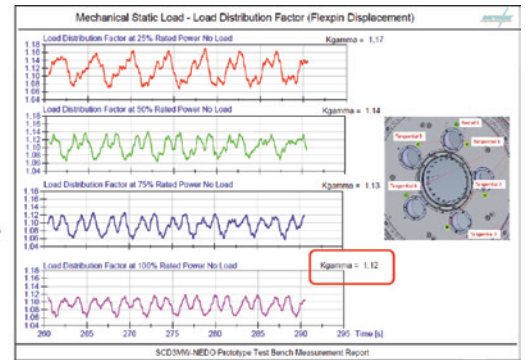 Mechanical Static Load - Load Distribution Factor (Flexpin Displacement)
Load Distribution Factor at 25% Rated Power No Load
Kgamma = 1.17
1.18
1.16
1.14
1.12
1.10
1.08
1.06
1.04
Load Distribution Factor at 50% Rated Power No Load
Kgamma = 1.14
1.18
1.16
1.14
1.12
1.10
1.08
1.06
1.04
Load Distribution Factor at 75% Rated Power No Load
Kgamma = 1.13
1.18
1.16
1.14
1.12
1.10
1.08
1.06
1.04
Load Distribution Factor at 100% Rated Power No Load
Kgamma = 1.12
1.18
1.16
1.14
1.12
1.10
1.08
1.06
1.04
260 265 270 275 280 285 290 295 Time [s]
SCD3MW-NEDO Prototype Test Bench Measurement Report